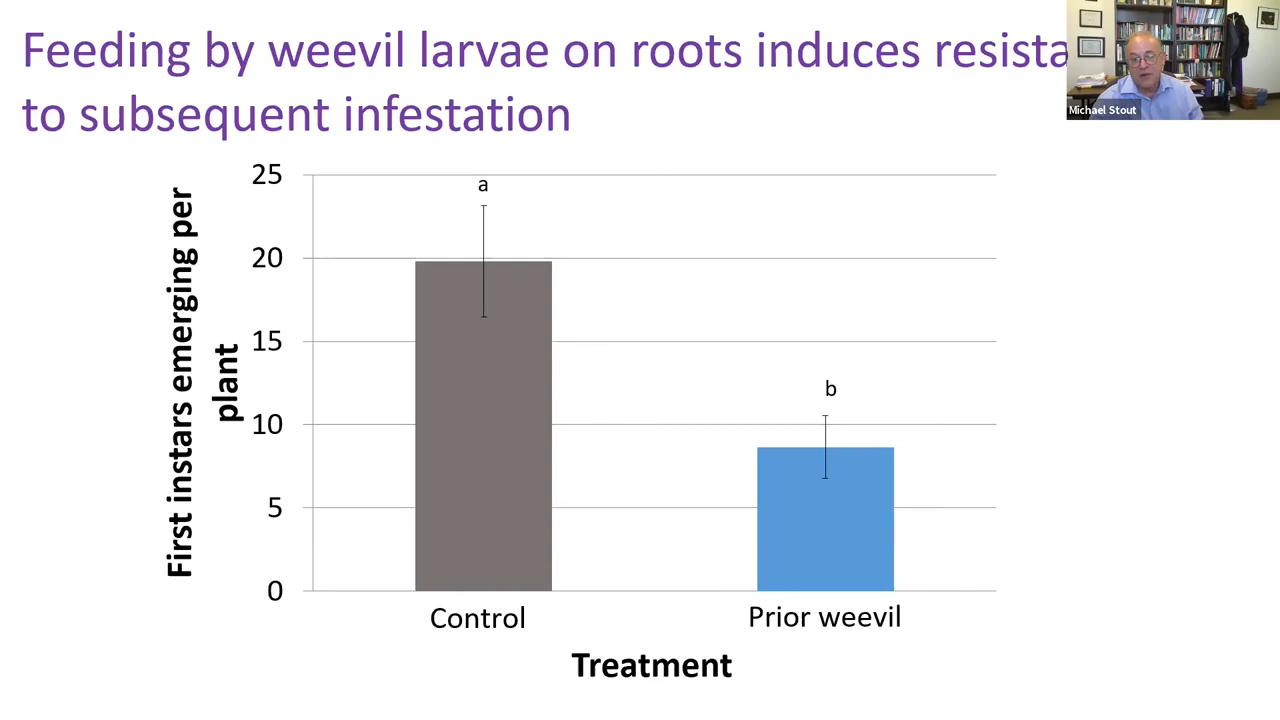 Feeding by weevil larvae on roots induces
to subsequent infestation
Michael Stout
First instars emerging per
plant
25
20
15
10
5
0
a
b
Control
Prior weevil
Treatment